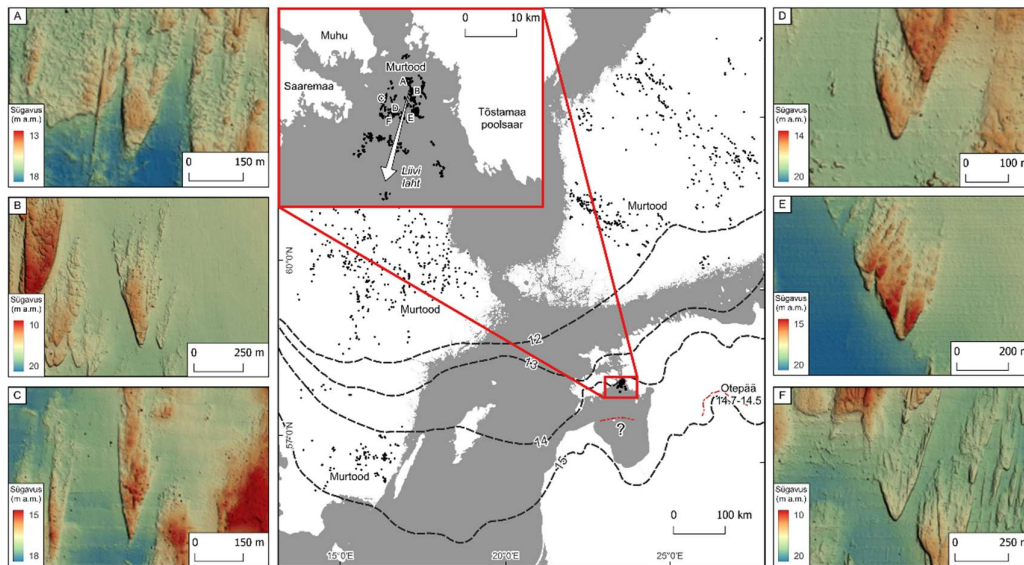 A
Sügavus
(m a.m.)
13
18
0
150 m
B
Sügavus
(m a.m.)
10
20
0
250 m
C
Sügavus
(m a.m.)
15
18
0
150 m
0
10 km
Muhu
Murtood
A
B
C
D
E
F
Saaremaa
Tõstamaa
poolsaar
Liivi
laht
Murtood
60°0'N
Murtood
12
13
14
15
Otepää
14.7-14.5
?
57°0'N
Murtood
0
100 km
15°0'E
20°0'E
25°0'E
D
Sügavus
(m a.m.)
14
20
0
100 m
E
Sügavus
(m a.m.)
15
20
0
200 m
F
Sügavus
(m a.m.)
10
20
0
250 m